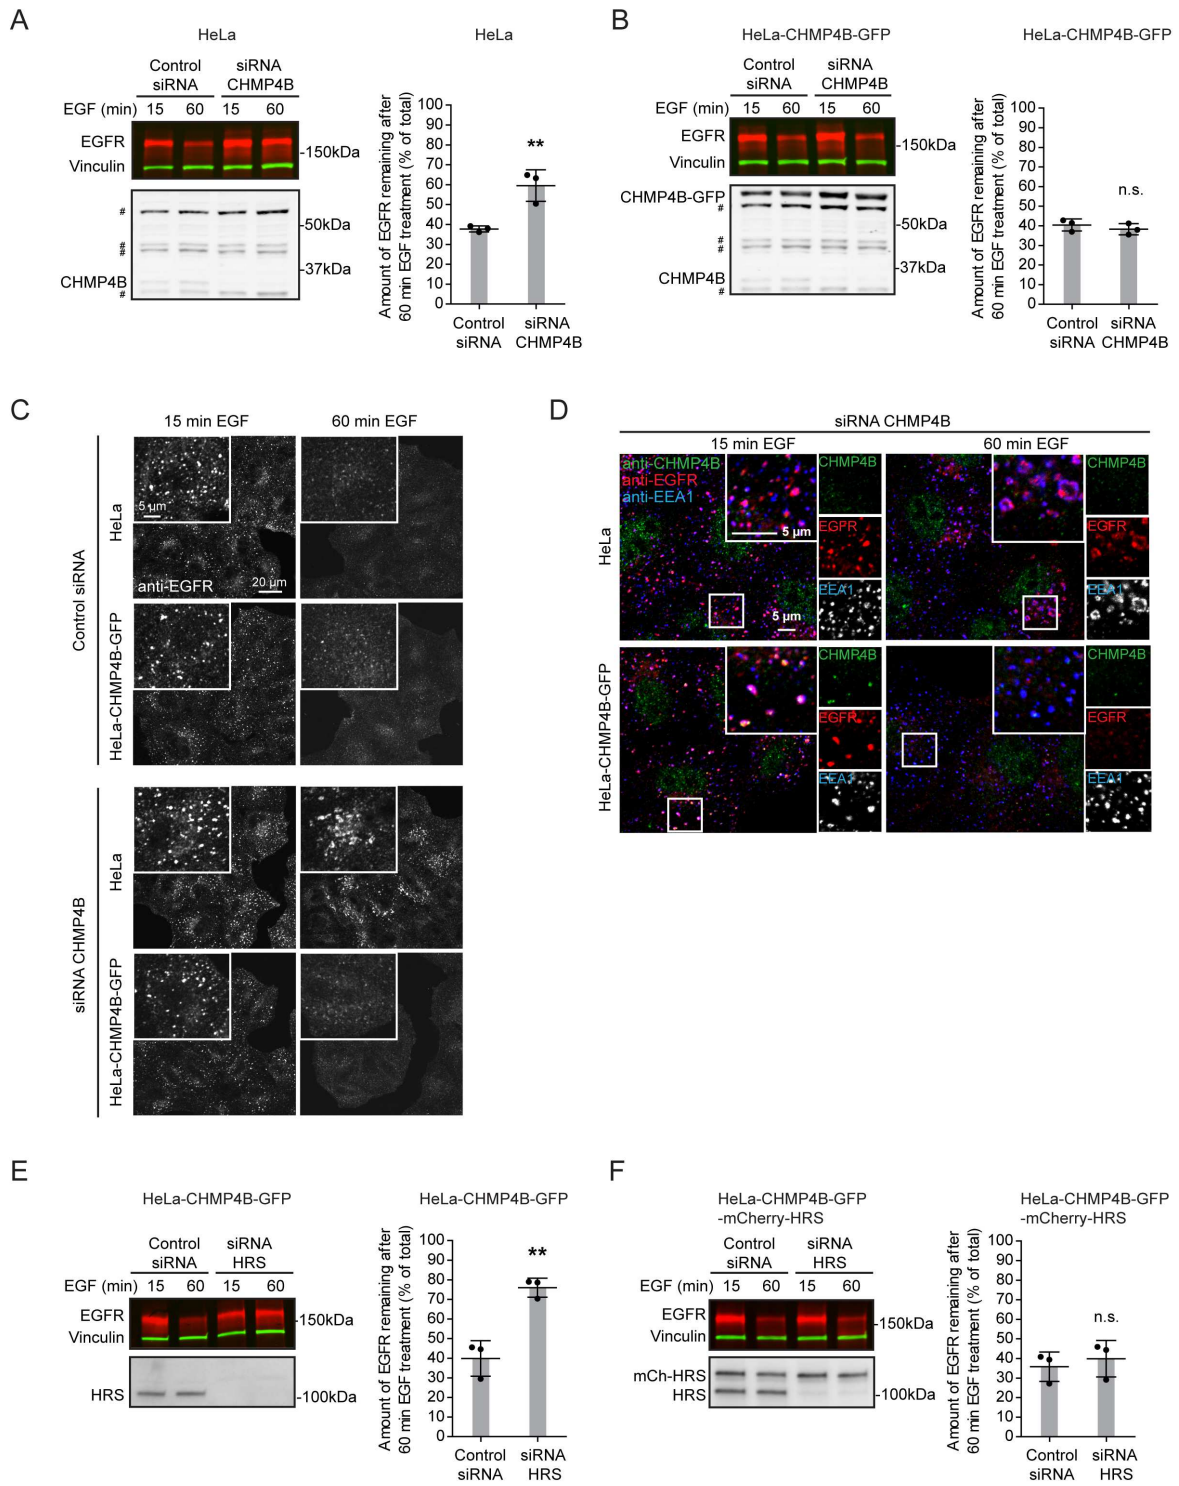 A
HeLa
Control
siRNA
siRNA
CHMP4B
EGF (min) 15 60 15 60
EGFR
Vinculin
-150kDa
#
-50kDa
#
#
-37kDa
CHMP4B
#
HeLa
Amount of EGFR remaining after
60 min EGF treatment (% of total)
100
90
80
70
60
50
40
30
20
10
0
**
Control
siRNA
siRNA
CHMP4B
B
HeLa-CHMP4B-GFP
Control
siRNA
siRNA
CHMP4B
EGF (min) 15 60 15 60
EGFR
Vinculin
-150kDa
CHMP4B-GFP
#
-50kDa
#
#
-37kDa
CHMP4B
#
HeLa-CHMP4B-GFP
Amount of EGFR remaining after
60 min EGF treatment (% of total)
100
90
80
70
60
50
40
30
20
10
0
n.s.
Control
siRNA
siRNA
CHMP4B
C
15 min EGF 60 min EGF
Control siRNA
HeLa
5 µm
anti-EGFR
20 µm
HeLa-CHMP4B-GFP
siRNA CHMP4B
HeLa
HeLa-CHMP4B-GFP
D
siRNA CHMP4B
15 min EGF 60 min EGF
HeLa
anti-CHMP4B
anti-EGFR
anti-EEA1
5 µm
5 µm
CHMP4B
EGFR
EEA1
CHMP4B
EGFR
EEA1
HeLa-CHMP4B-GFP
CHMP4B
EGFR
EEA1
CHMP4B
EGFR
EEA1
E
HeLa-CHMP4B-GFP
Control
siRNA
siRNA
HRS
EGF (min) 15 60 15 60
EGFR
Vinculin
-150kDa
HRS
-100kDa
HeLa-CHMP4B-GFP
Amount of EGFR remaining after
60 min EGF treatment (% of total)
100
90
80
70
60
50
40
30
20
10
0
**
Control
siRNA
siRNA
HRS
F
HeLa-CHMP4B-GFP
-mCherry-HRS
Control
siRNA
siRNA
HRS
EGF (min) 15 60 15 60
EGFR
Vinculin
-150kDa
mCh-HRS
HRS
-100kDa
HeLa-CHMP4B-GFP
-mCherry-HRS
Amount of EGFR remaining after
60 min EGF treatment (% of total)
100
90
80
70
60
50
40
30
20
10
0
n.s.
Control
siRNA
siRNA
HRS